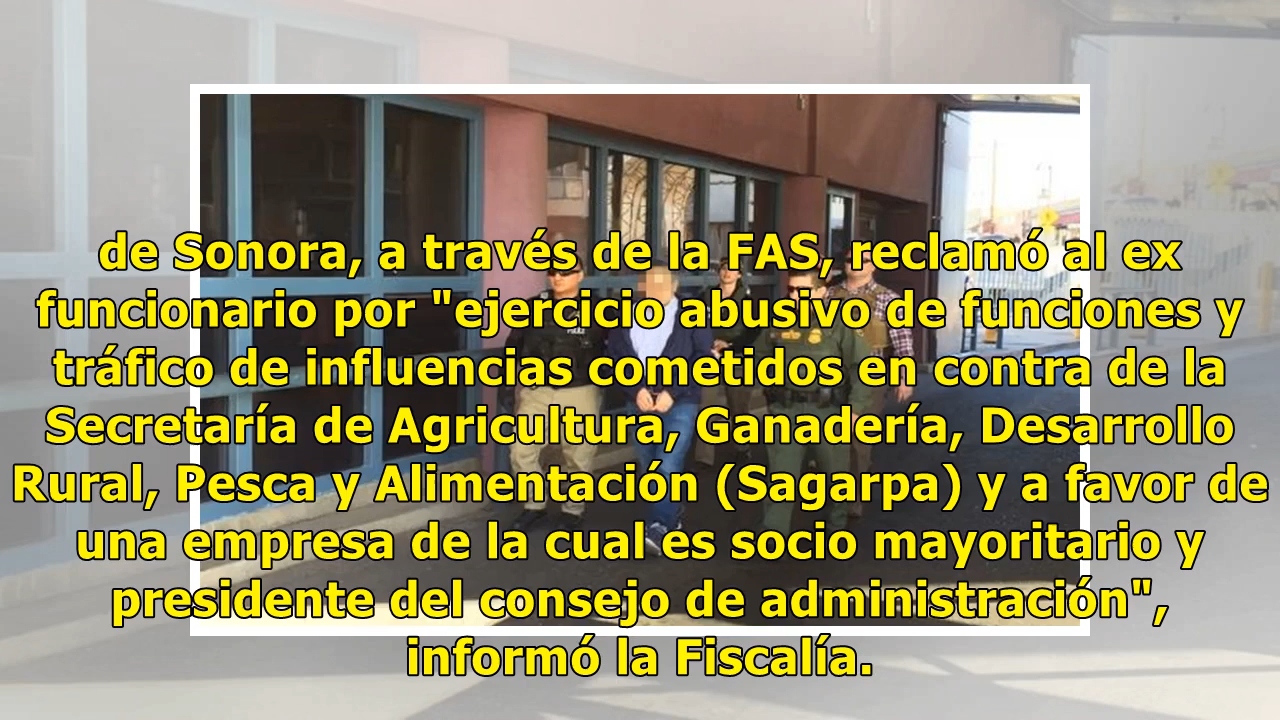 de Sonora, a través de la FAS, reclamó al ex
funcionario por "ejercicio abusivo de funciones y
tráfico de influencias cometidos en contra de la
Secretaría de Agricultura, Ganadería, Desarrollo
Rural, Pesca y Alimentación (Sagarpa) y a favor de
una empresa de la cual es socio mayoritario y
presidente del consejo de administración",
informó la Fiscalía.